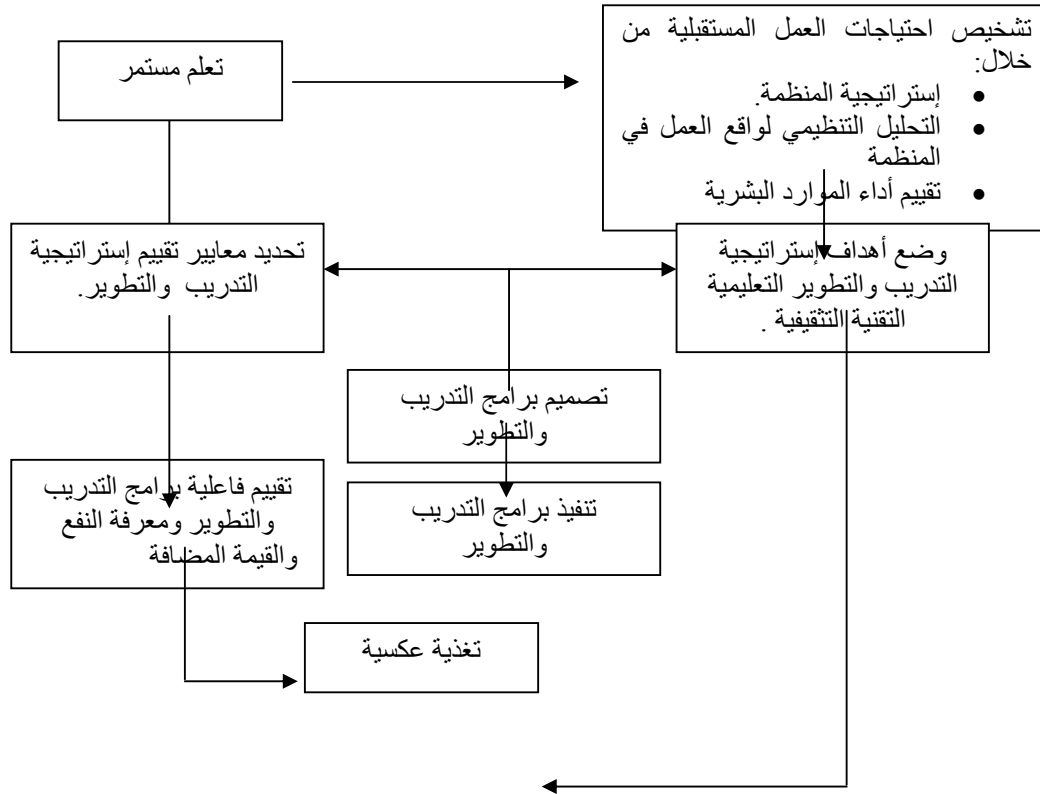 تشخيص احتياجات العمل المستقبلية من
خلال:
• إستراتيجية المنظمة.
• التحليل التنظيمي لواقع العمل في
المنظمة
• تقييم أداء الموارد البشرية
تعلم مستمر
وضع أهداف إستراتيجية
التدريب والتطوير التعليمية
التقنية التثقيفية .
تحديد معايير تقييم إستراتيجية
التدريب والتطوير.
تصميم برامج التدريب
والتطوير
تنفيذ برامج التدريب
والتطوير
تقييم فاعلية برامج التدريب
والتطوير ومعرفة النفع
والقيمة المضافة
تغذية عكسية